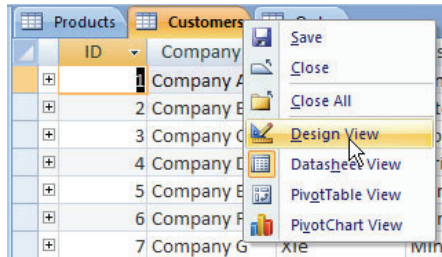 Products Customers
ID Company
Save
Close
Close All
Design View
Datasheet View
PivotTable View
PivotChart View
1 Company A
2 Company
3 Company
4 Company
5 Company
6 Company
7 Company G Xie